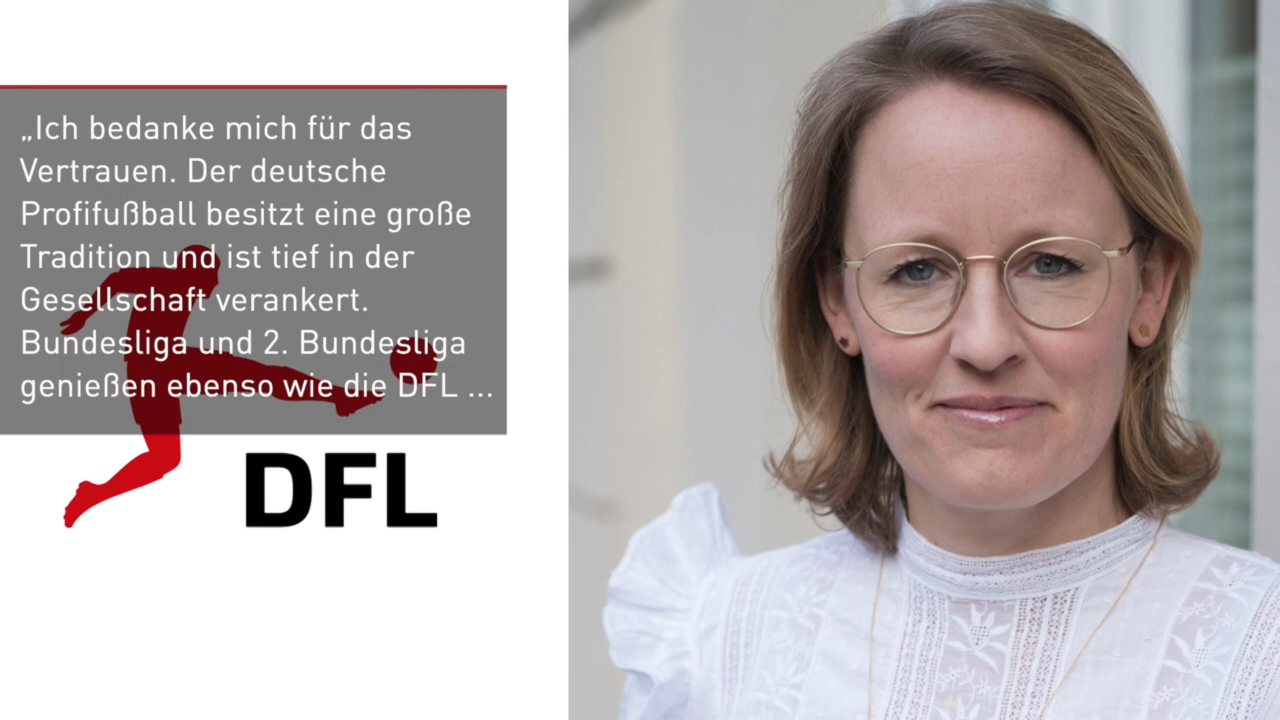 „Ich bedanke mich für das
Vertrauen. Der deutsche
Profifußball besitzt eine große
Tradition und ist tief in der
Gesellschaft verankert.
Bundesliga und 2. Bundesliga
genießen ebenso wie die DFL ...
DFL